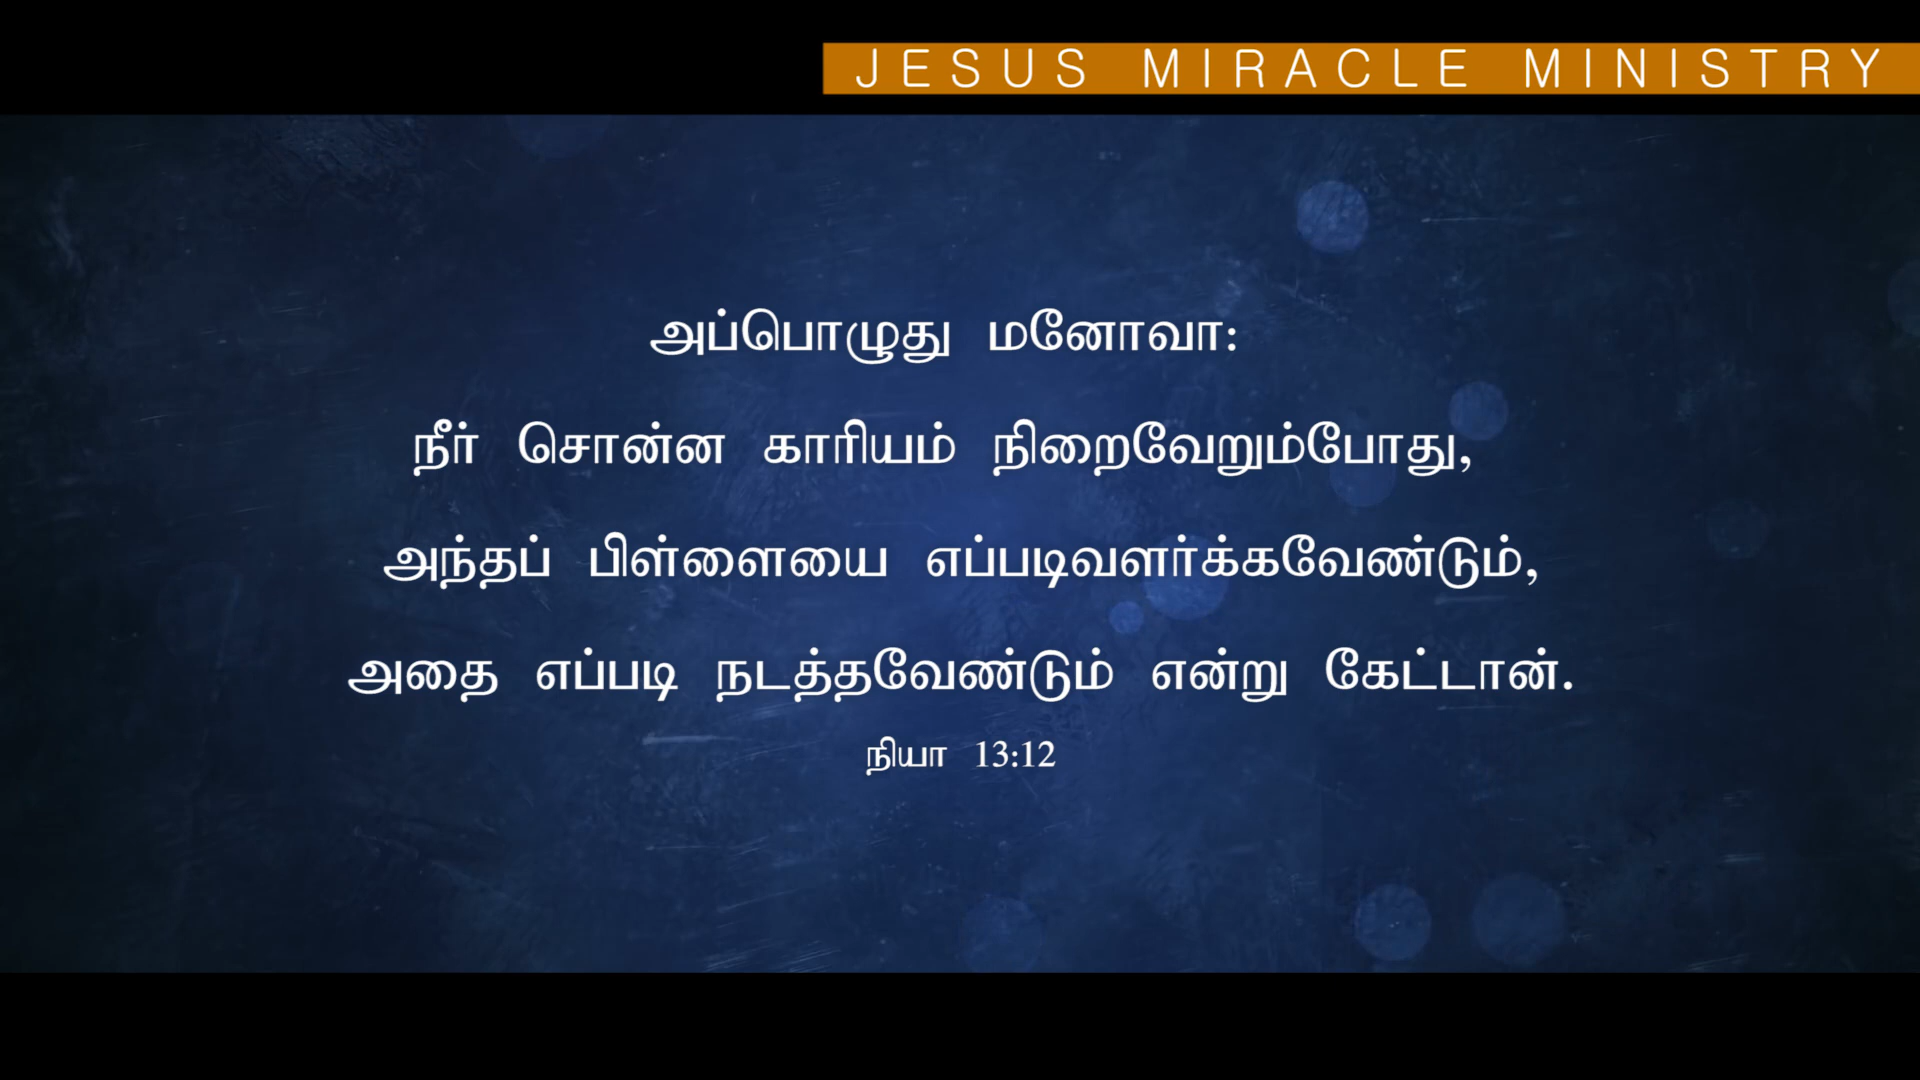 JESUS MIRACLE MINISTRY
அப்பொழுது மனோவா:
நீர் சொன்ன காரியம் நிறைவேறும்போது,
அந்தப் பிள்ளையை எப்படிவளர்க்கவேண்டும்,
அதை எப்படி நடத்தவேண்டும் என்று கேட்டான்.
நியா 13:12